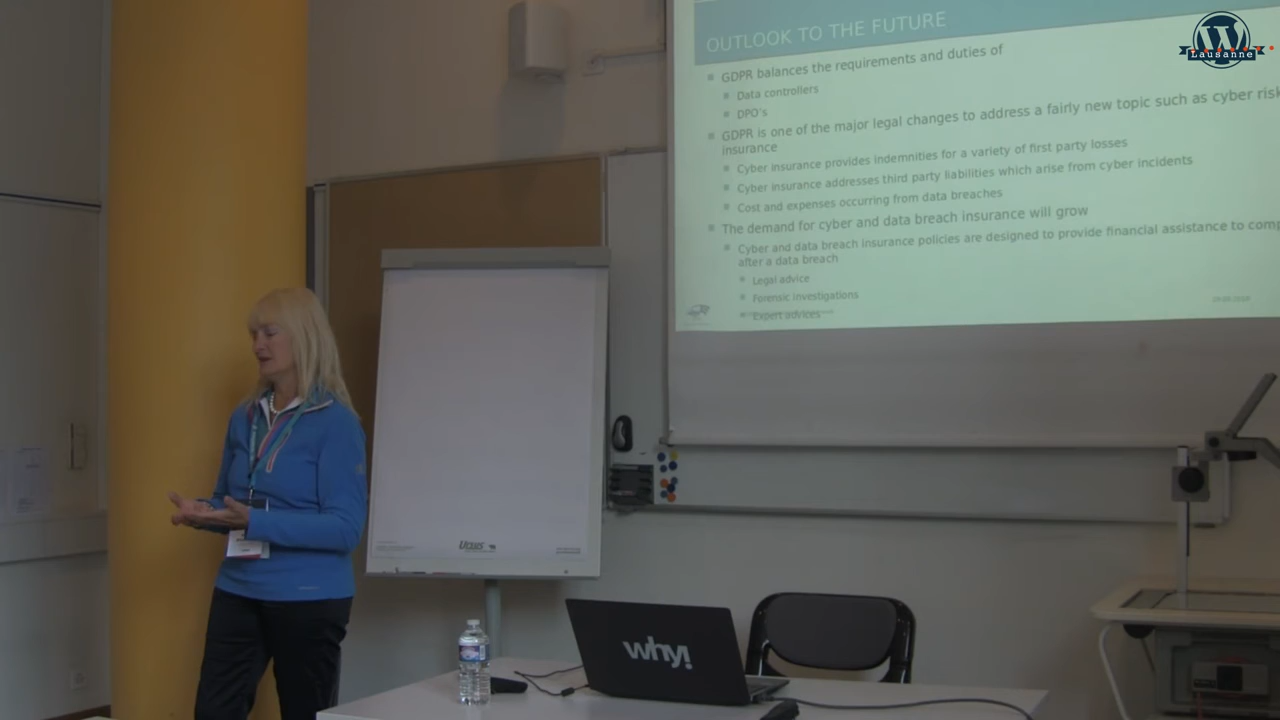 OUTLOOK TO THE FUTURE
GDPR balances the requirements and duties of
Data controllers
DPO's
GDPR is one of the major legal changes to address a fairly new topic such as cyber risk
insurance
Cyber insurance provides indemnities for a variety of first party losses
Cyber insurance addresses third party liabilities which arise from cyber incidents
Cost and expenses occurring from data breaches
The demand for cyber and data breach insurance will grow
Cyber and data breach insurance policies are designed to provide financial assistance to comp
after a data breach
Legal advice
Forensic investigations
Expert advices
W
Lausanne
why!